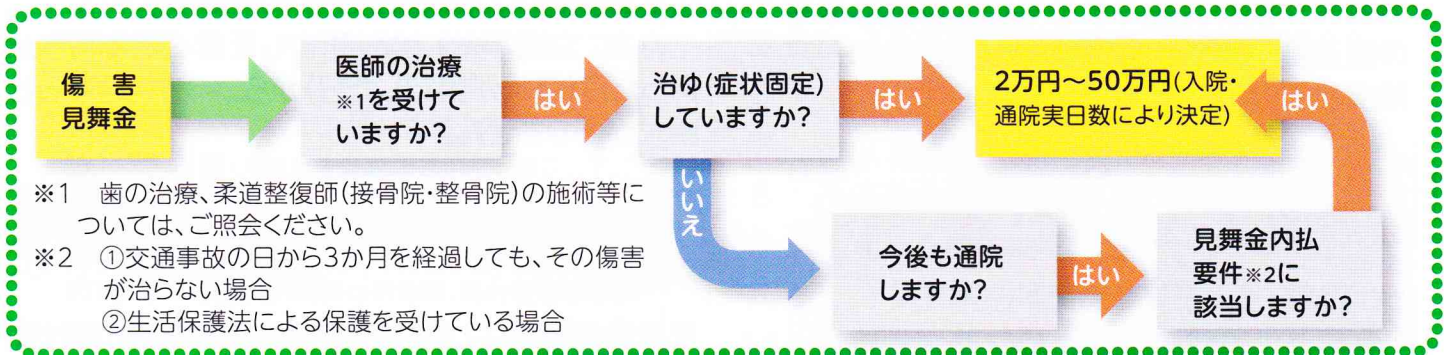 傷　害
見舞金
医師の治療
※1を受けて
いますか?
はい
治ゆ(症状固定)
していますか?
はい
2万円～50万円(入院・
通院実日数により決定)
はい
いいえ
今後も通院
しますか?
はい
見舞金内払
要件※2に
該当しますか?
※1　歯の治療、柔道整復師(接骨院・整骨院)の施術等に
ついては、ご照会ください。
※2　①交通事故の日から3か月を経過しても、その傷害
が治らない場合
②生活保護法による保護を受けている場合